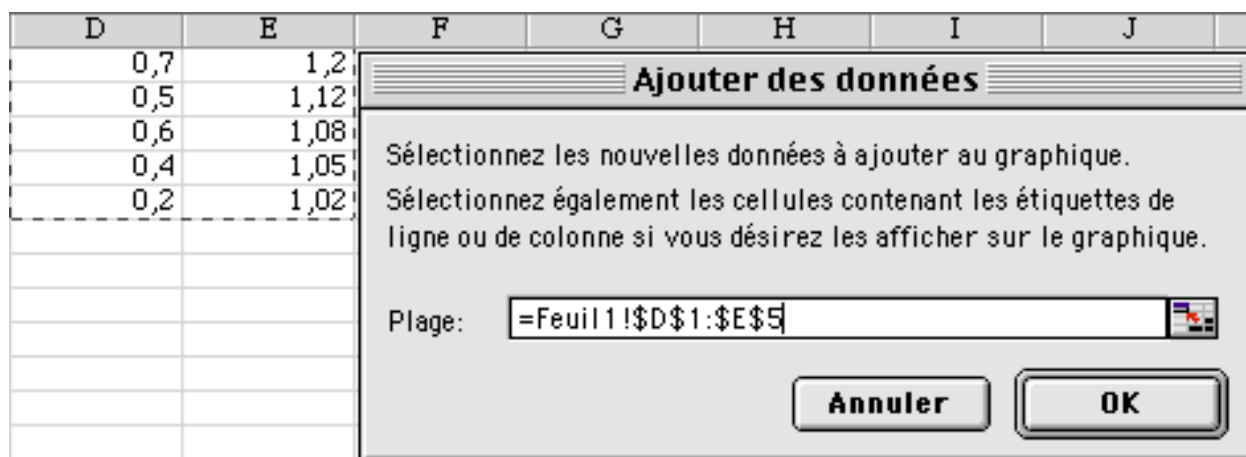 D E F G H I J
0,7 1,2
Ajouter des données
0,5 1,12
0,6 1,08
Sélectionnez les nouvelles données à ajouter au graphique.
0,4 1,05
0,2 1,02
Sélectionnez également les cellules contenant les étiquettes de
ligne ou de colonne si vous désirez les afficher sur le graphique.
Plage: =Feuil1!$D$1:$E$5
Annuler OK